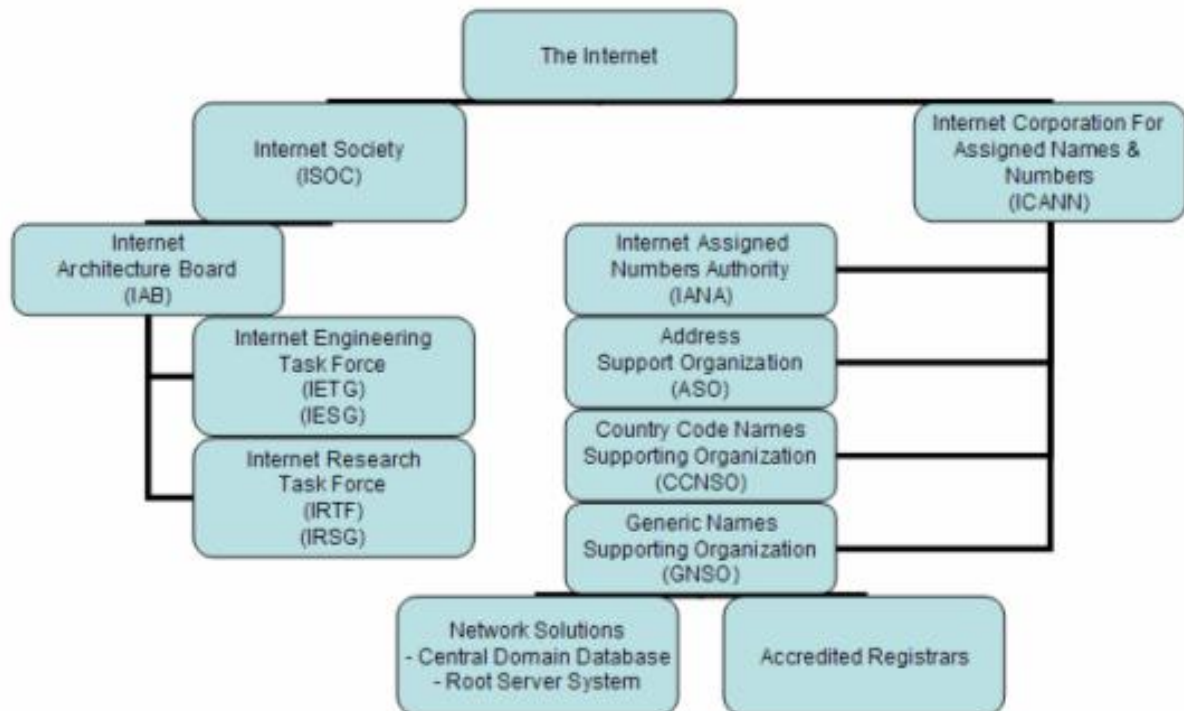 The Internet
Internet Society
(ISOC)
Internet Corporation For
Assigned Names &
Numbers
(ICANN)
Internet
Architecture Board
(IAB)
Internet Engineering
Task Force
(IETG)
(IESG)
Internet Research
Task Force
(IRTF)
(IRSG)
Internet Assigned
Numbers Authority
(IANA)
Address
Support Organization
(ASO)
Country Code Names
Supporting Organization
(CCNSO)
Generic Names
Supporting Organization
(GNSO)
Network Solutions
- Central Domain Database
- Root Server System
Accredited Registrars